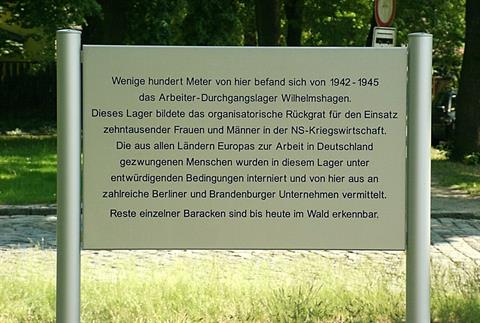 Wenige hundert Meter von hier befand sich von 1942 - 1945
das Arbeiter-Durchgangslager Wilhelmshagen.
Dieses Lager bildete das organisatorische Rückgrat für den Einsatz
zehntausender Frauen und Männer in der NS-Kriegswirtschaft.
Die aus allen Ländern Europas zur Arbeit in Deutschland
gezwungenen Menschen wurden in diesem Lager unter
entwürdigenden Bedingungen interniert und von hier aus an
zahlreiche Berliner und Brandenburger Unternehmen vermittelt.
Reste einzelner Baracken sind bis heute im Wald erkennbar.